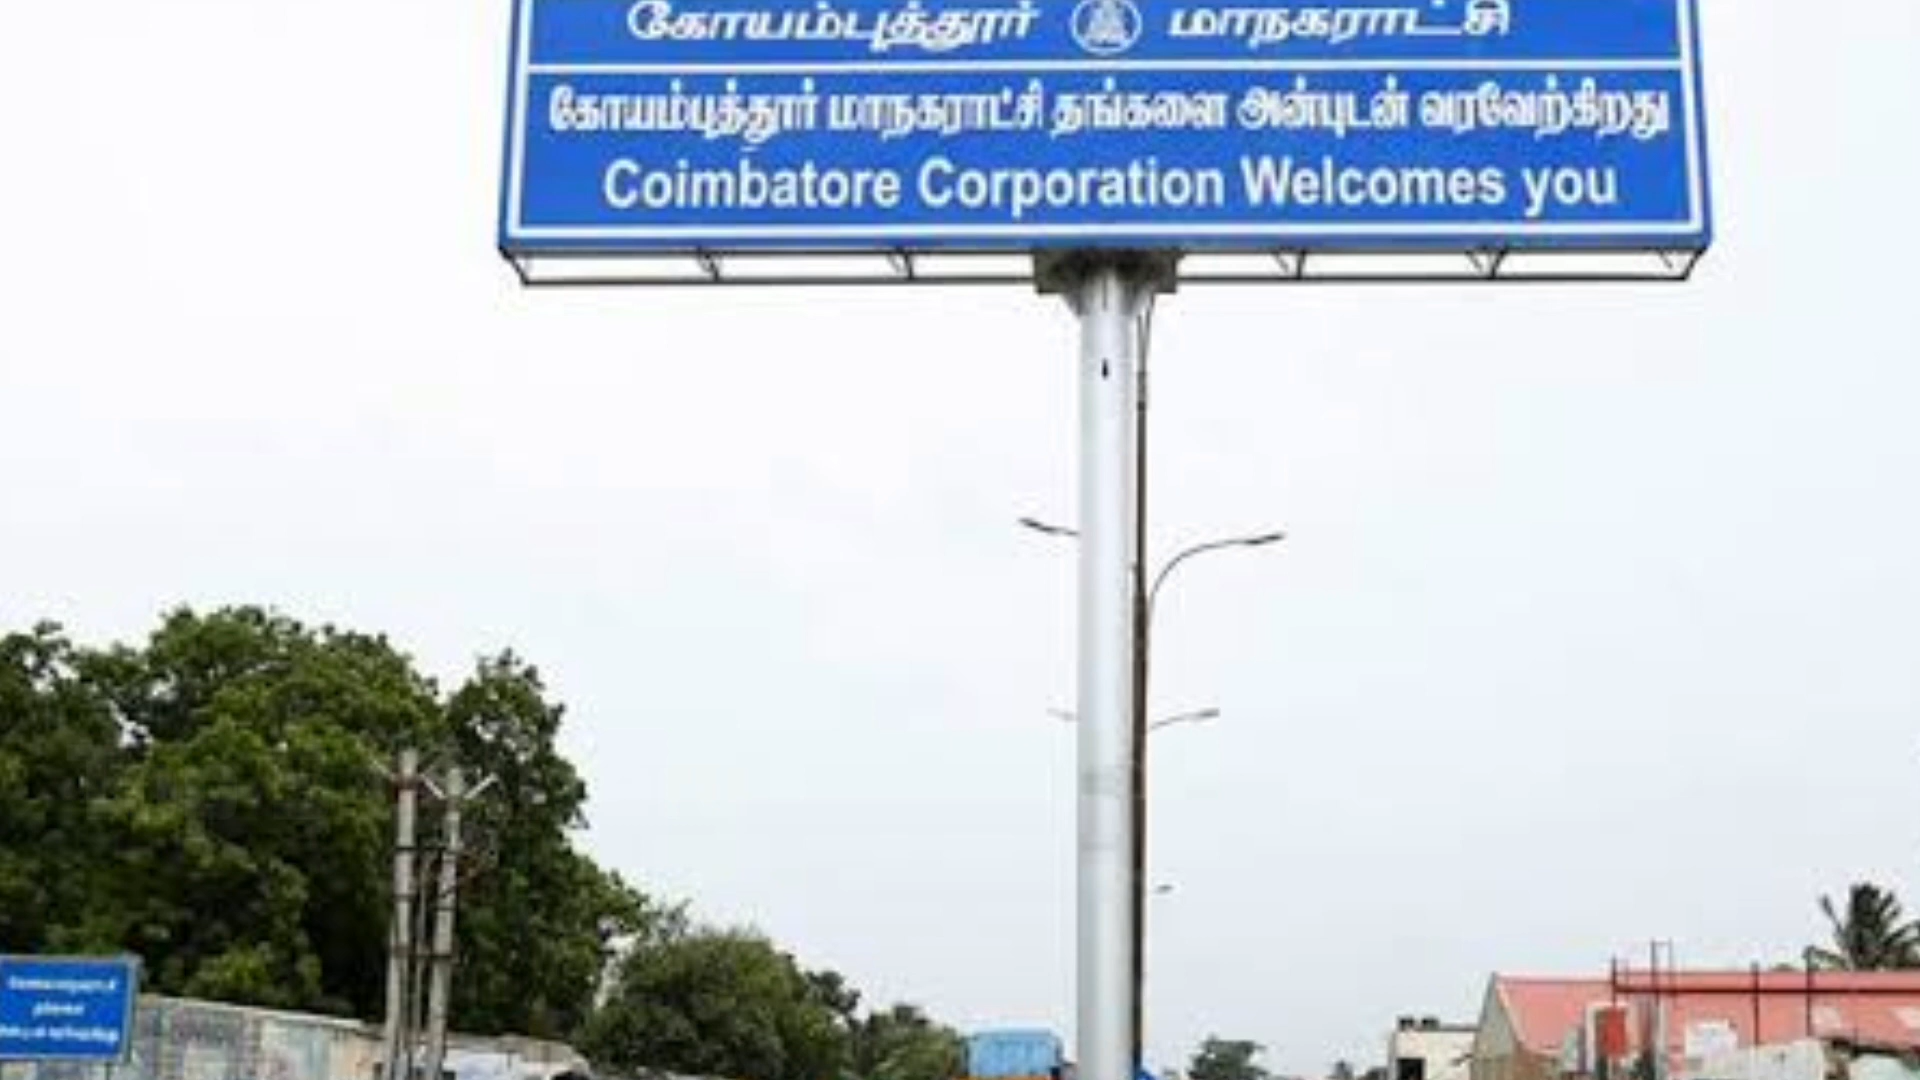 கோயம்புத்தூர் மாநகராட்சி
கோயம்புத்தூர் மாநகராட்சி தங்களை அன்புடன் வரவேற்கிறது
Coimbatore Corporation Welcomes you